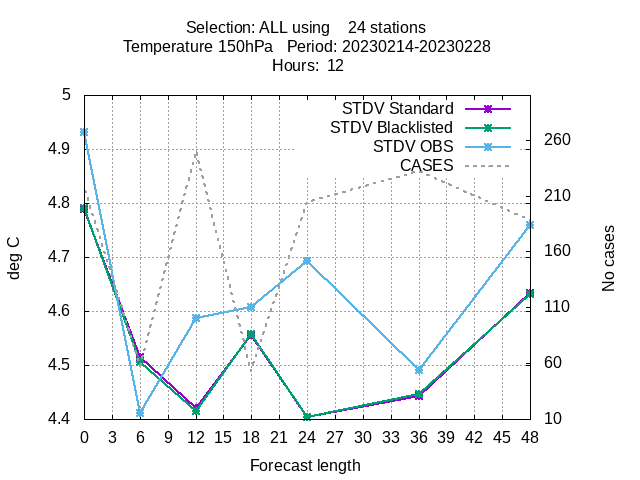 Selection: ALL using    24 stations
Temperature 150hPa   Period: 20230214-20230228
Hours:  12
STDV Standard
STDV Blacklisted
STDV OBS
CASES
5
4.9
4.8
4.7
4.6
4.5
4.4
deg C
260
210
160
110
60
10
No cases
0 3 6 9 12 15 18 21 24 27 30 33 36 39 42 45 48
Forecast length